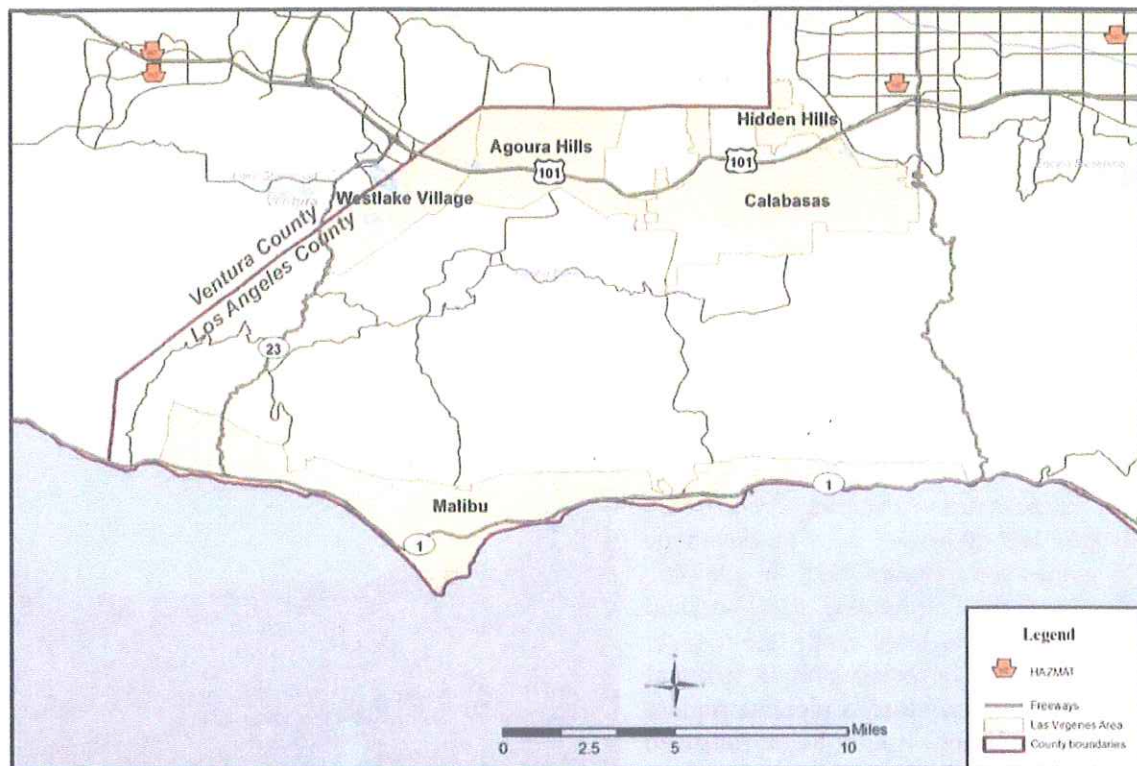 Hidden Hills
Agoura Hills
101
101
Westlake Village
Calabasas
Ventura County
Los Angeles County
23
Malibu
1
1
Legend
HAZMAT
Freeways
Las Virgenes Area
County boundaries
Miles
0 2.5 5 10